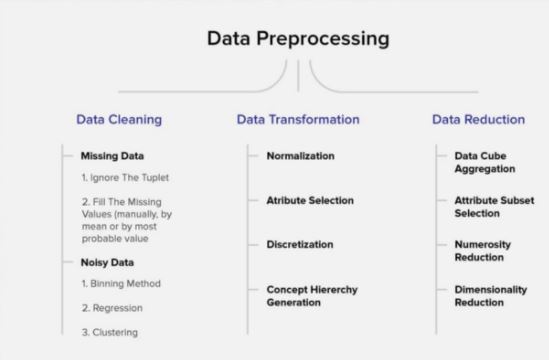 Data Preprocessing
Data Cleaning
Missing Data
1. Ignore The Tuplet
2. Fill The Missing
Values (manually, by
mean or by most
probable value
Noisy Data
1. Binning Method
2. Regression
3. Clustering
Data Transformation
Normalization
Atribute Selection
Discretization
Concept Hiererchy
Generation
Data Reduction
Data Cube
Aggregation
Attribute Subset
Selection
Numerosity
Reduction
Dimensionality
Reduction